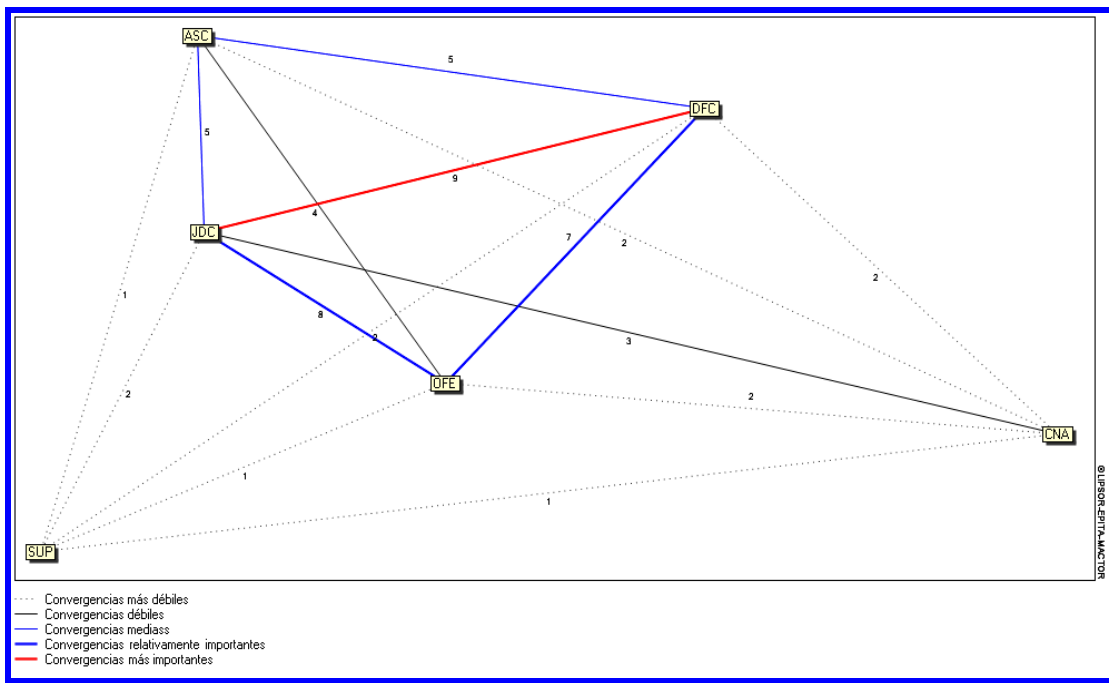 ASC
5
DFC
5
9
4
JDC
7
2
2
1
8
2
3
OFE
2
2
CNA
1
1
SUP
©LIPSOR-EPITA-MACTOR
Convergencias más débiles
Convergencias débiles
Convergencias mediass
Convergencias relativamente importantes
Convergencias más importantes